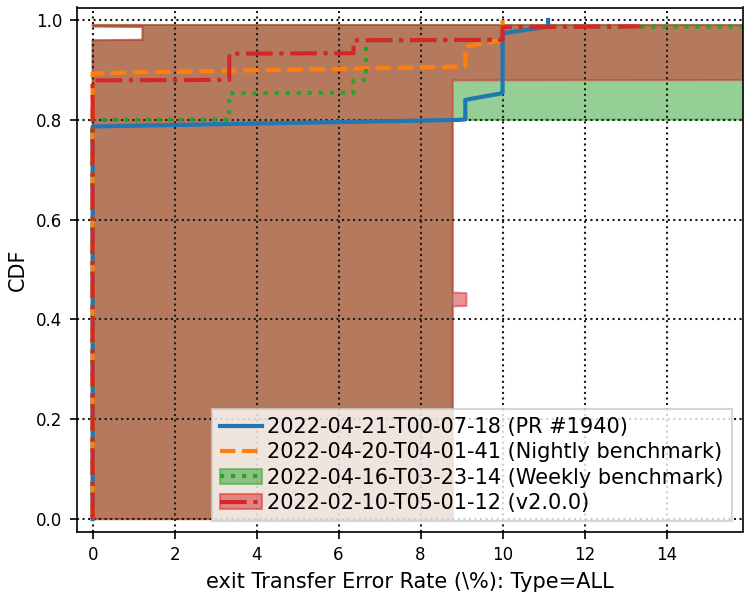 1.0
0.8
0.6
0.4
0.2
0.0
CDF
2022-04-21-T00-07-18 (PR #1940)
2022-04-20-T04-01-41 (Nightly benchmark)
2022-04-16-T03-23-14 (Weekly benchmark)
2022-02-10-T05-01-12 (v2.0.0)
0 2 4 6 8 10 12 14
exit Transfer Error Rate (\%): Type=ALL